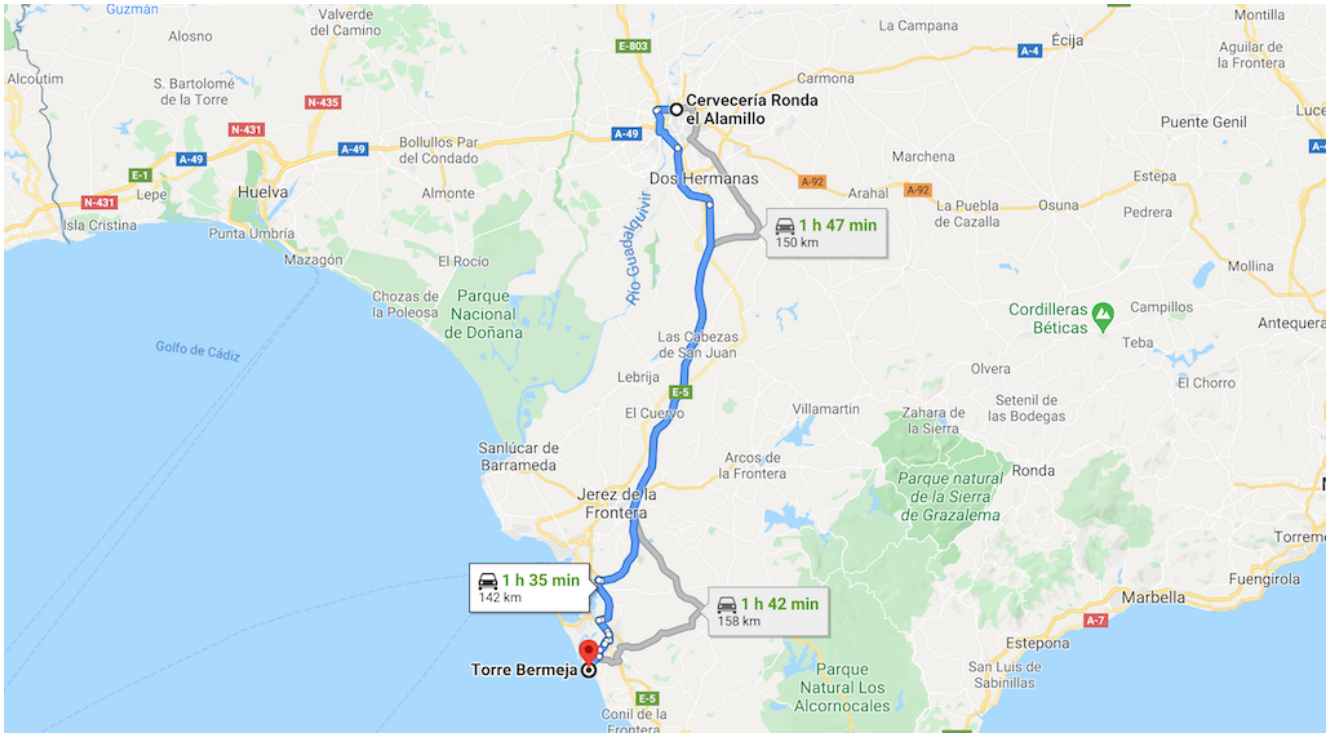 Guzmán
Valverde
del Camino
Alosno
E-803
La Campana
Écija
A-4
Montilla
Aguilar de
la Frontera
Alcoutim
S. Bartolomé
de la Torre
N-435
Carmona
Cervecería Ronda
el Alamillo
N-431
A-49
A-49
A-49
Bollullos Par
del Condado
Puente Genil
Luce
A-4
E-1
Lepe
Huelva
Almonte
Dos Hermanas
Marchena
A-92
Arahal
A-92
Estepa
N-431
Isla Cristina
Punta Umbría
La Puebla
de Cazalla
Osuna
Pedrera
Río Guadalquivir
1 h 47 min
150 km
Mazagón
El Rocío
Mollina
Chozas de
la Poleosa
Parque
Nacional
de Doñana
Cordilleras
Béticas
Campillos
Antequera
Golfo de Cádiz
Las Cabezas
de San Juan
Teba
Lebrija
E-5
Olvera
El Chorro
El Cuervo
Villamartin
Zahara de
la Sierra
Setenil de
las Bodegas
Sanlúcar de
Barrameda
Arcos de
la Frontera
Parque natural
de la Sierra
de Grazalema
Ronda
Jerez de la
Frontera
Torreme
1 h 35 min
142 km
1 h 42 min
158 km
Fuengirola
Marbella
A-7
Estepona
Torre Bermeja
San Luis de
Sabinillas
Parque
Natural Los
Alcornocales
E-5
Conil de la
Frontera